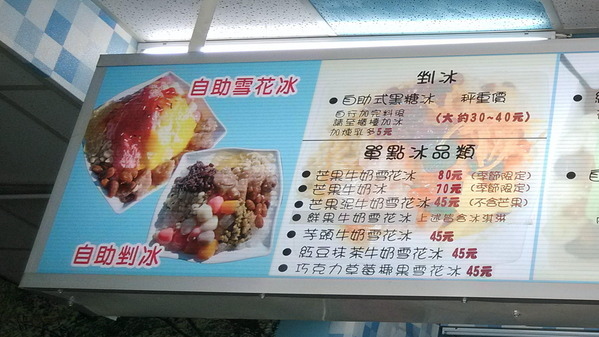 自助雪花冰
自助剉冰
剉冰
●自助式黑糖冰 秤重價
自行加完料後 (大約30~40元)
請至櫃檯加冰
加煉乳多5元
單點冰品類
●芒果牛奶雪花冰 80元(季節限定)
●芒果牛奶冰 70元(季節限定)
●芒果泥牛奶雪花冰45元(不含芒果)
●鮮果牛奶雪花冰 上述皆含冰淇淋
●芋頭牛奶雪花冰 45元
●紅豆抹茶牛奶雪花冰 45元
●巧克力草莓椰果雪花冰 45元